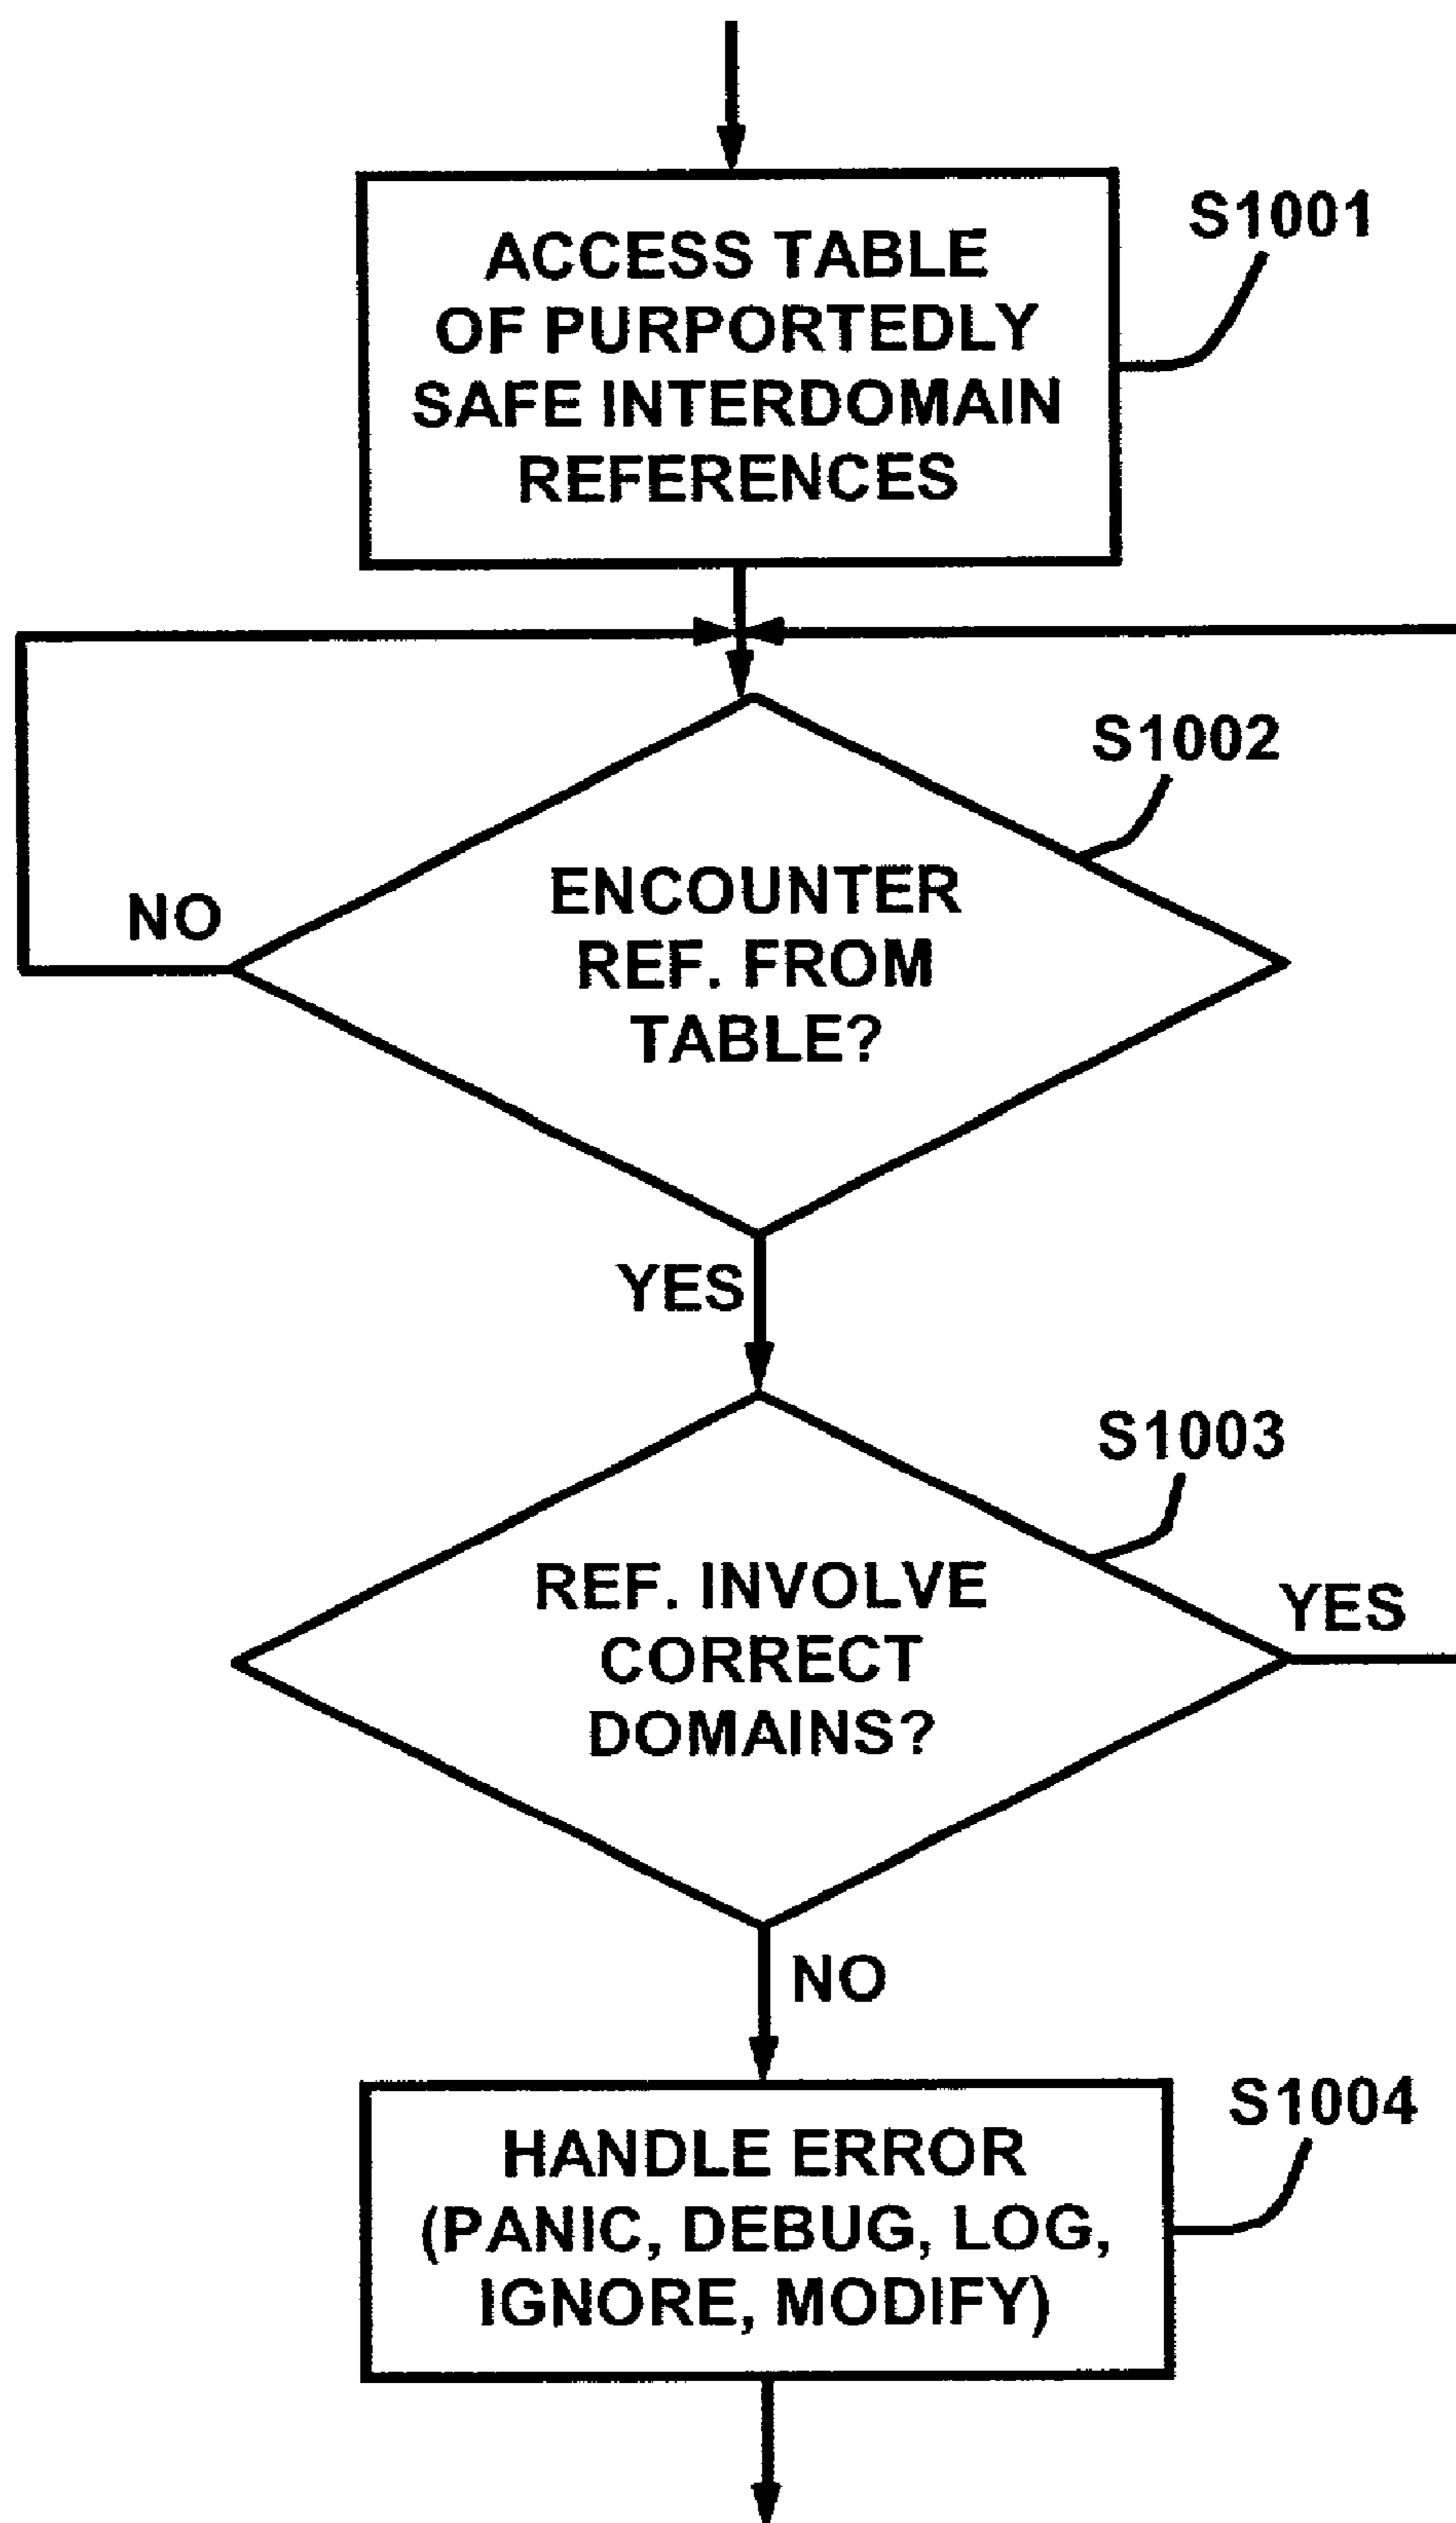 S1001
ACCESS TABLE
OF PURPORTEDLY
SAFE INTERDOMAIN
REFERENCES
S1002
ENCOUNTER
REF. FROM
TABLE?
NO
YES
S1003
REF. INVOLVE
CORRECT
DOMAINS?
YES
NO
S1004
HANDLE ERROR
(PANIC, DEBUG, LOG,
IGNORE, MODIFY)